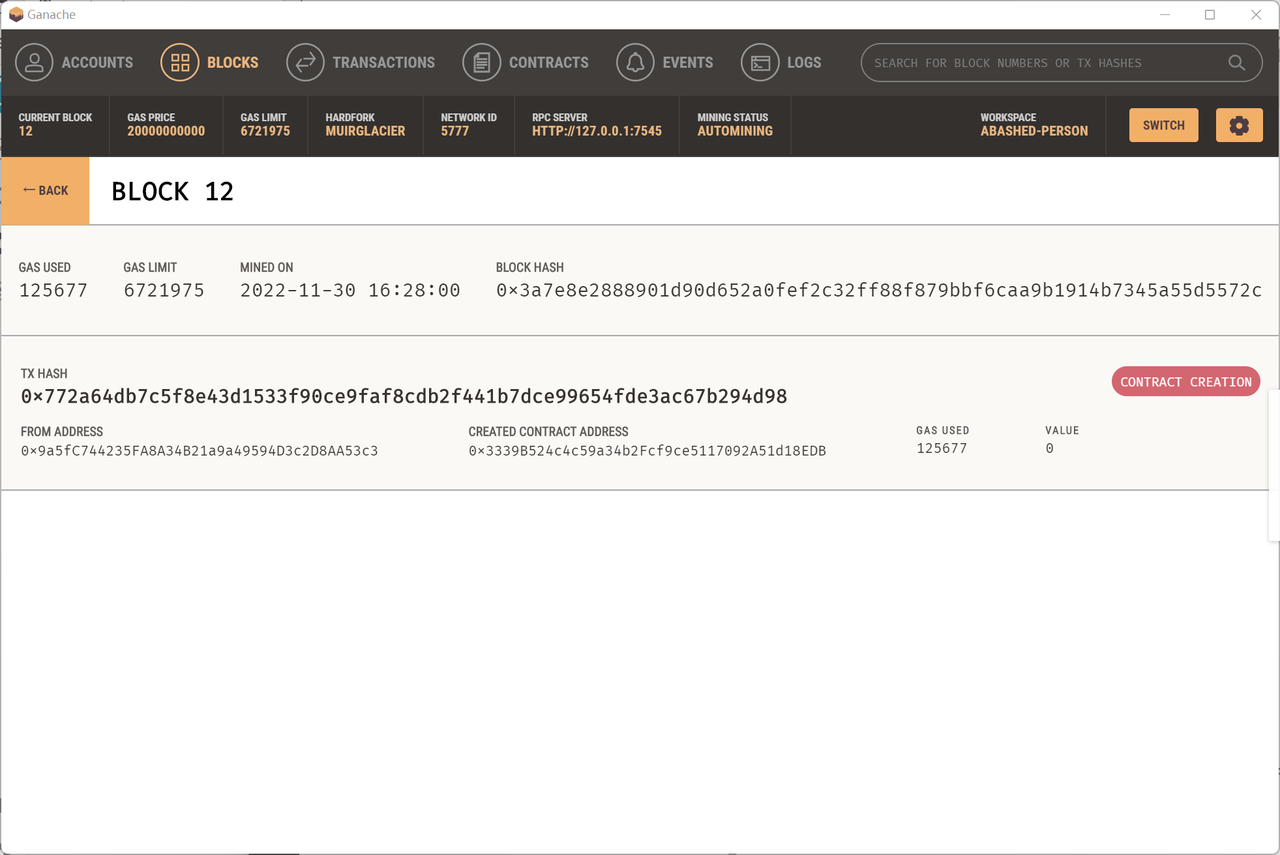 Ganache
ACCOUNTS BLOCKS TRANSACTIONS CONTRACTS EVENTS LOGS SEARCH FOR BLOCK NUMBERS OR TX HASHES
CURRENT BLOCK GAS PRICE GAS LIMIT HARDFORK NETWORK ID RPC SERVER MINING STATUS WORKSPACE
12 20000000000 6721975 MUIRGLACIER 5777 HTTP://127.0.0.1:7545 AUTOMINING ABASHED-PERSON SWITCH
← BACK BLOCK 12
GAS USED GAS LIMIT MINED ON BLOCK HASH
125677 6721975 2022-11-30 16:28:00 0×3a7e8e2888901d90d652a0fef2c32ff88f879bbf6caa9b1914b7345a55d5572c
TX HASH
0×772a64db7c5f8e43d1533f90ce9faf8cdb2f441b7dce99654fde3ac67b294d98 CONTRACT CREATION
FROM ADDRESS CREATED CONTRACT ADDRESS GAS USED VALUE
0×9a5fC744235FA8A34B21a9a49594D3c2D8AA53c3 0×3339B524c4c59a34b2Fcf9ce5117092A51d18EDB 125677 0